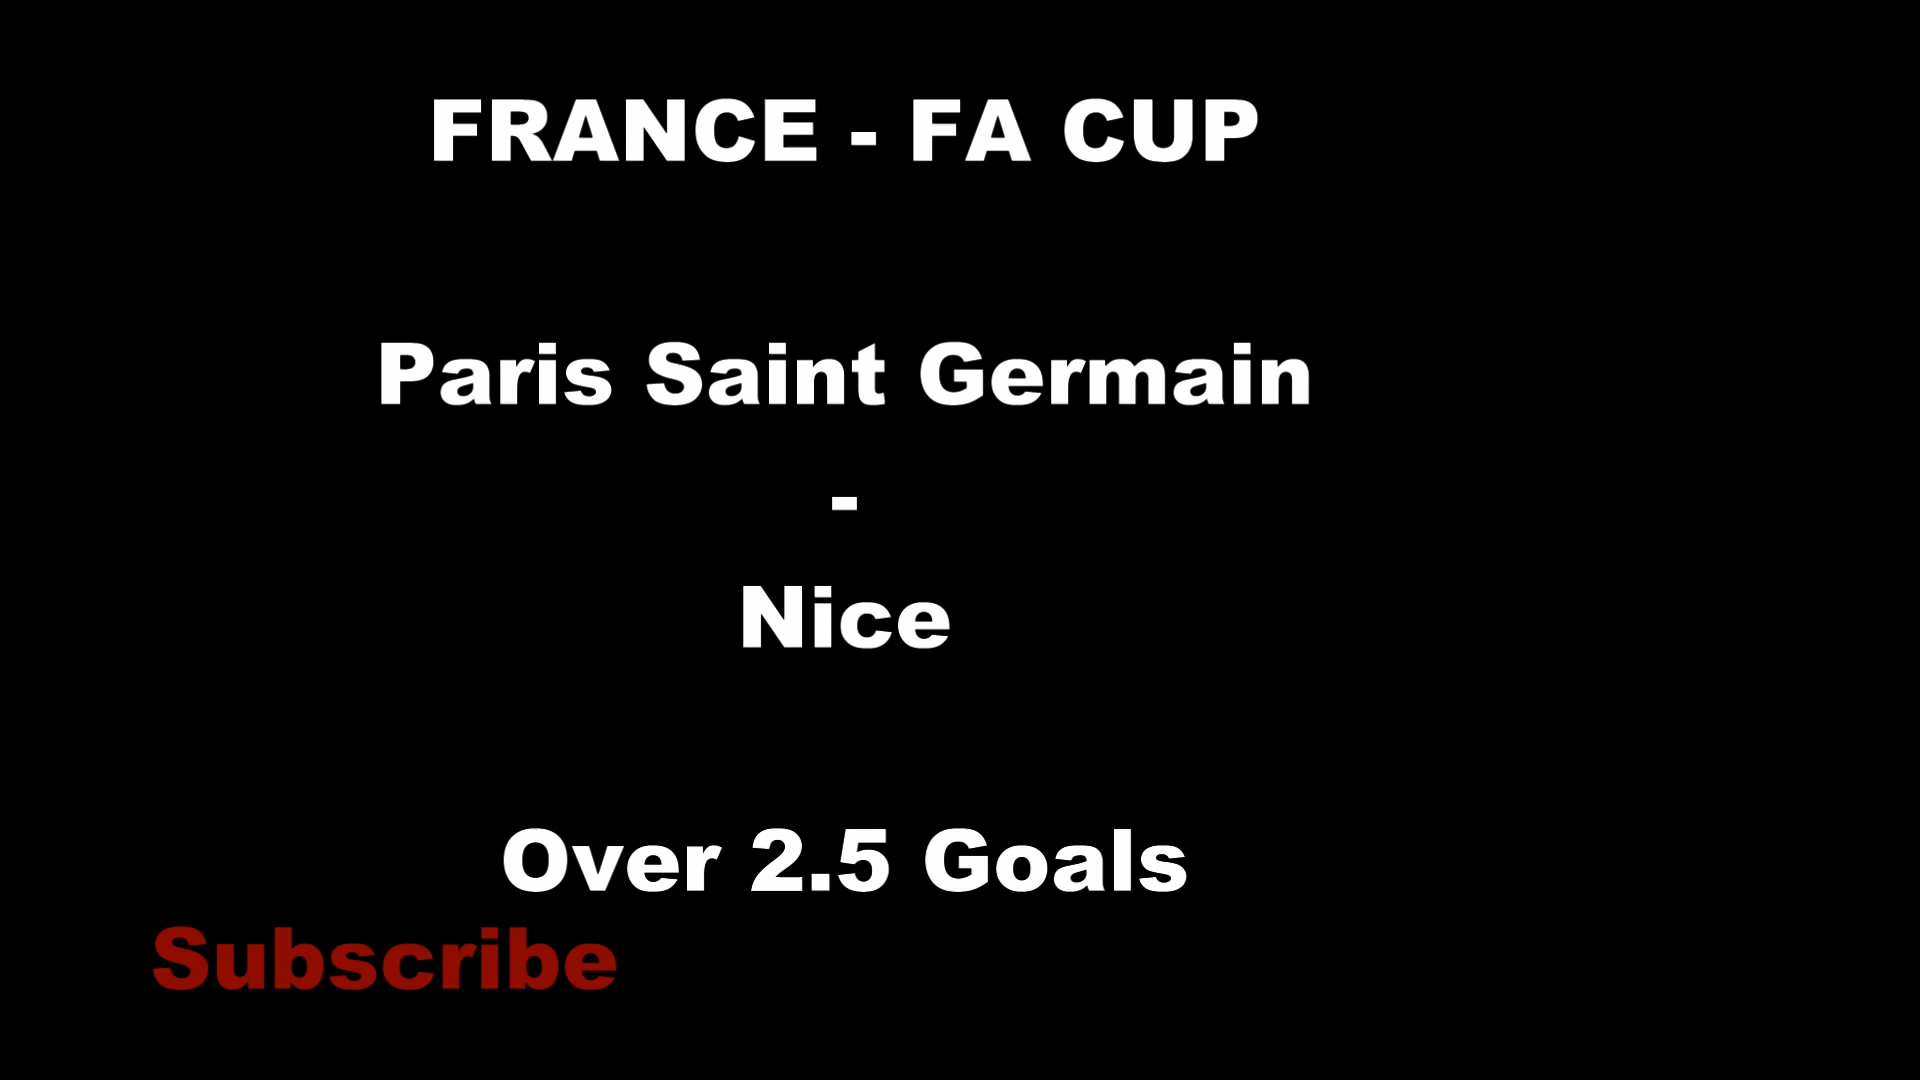 FRANCE - FA CUP
Paris Saint Germain
-
Nice
Over 2.5 Goals
Subscribe